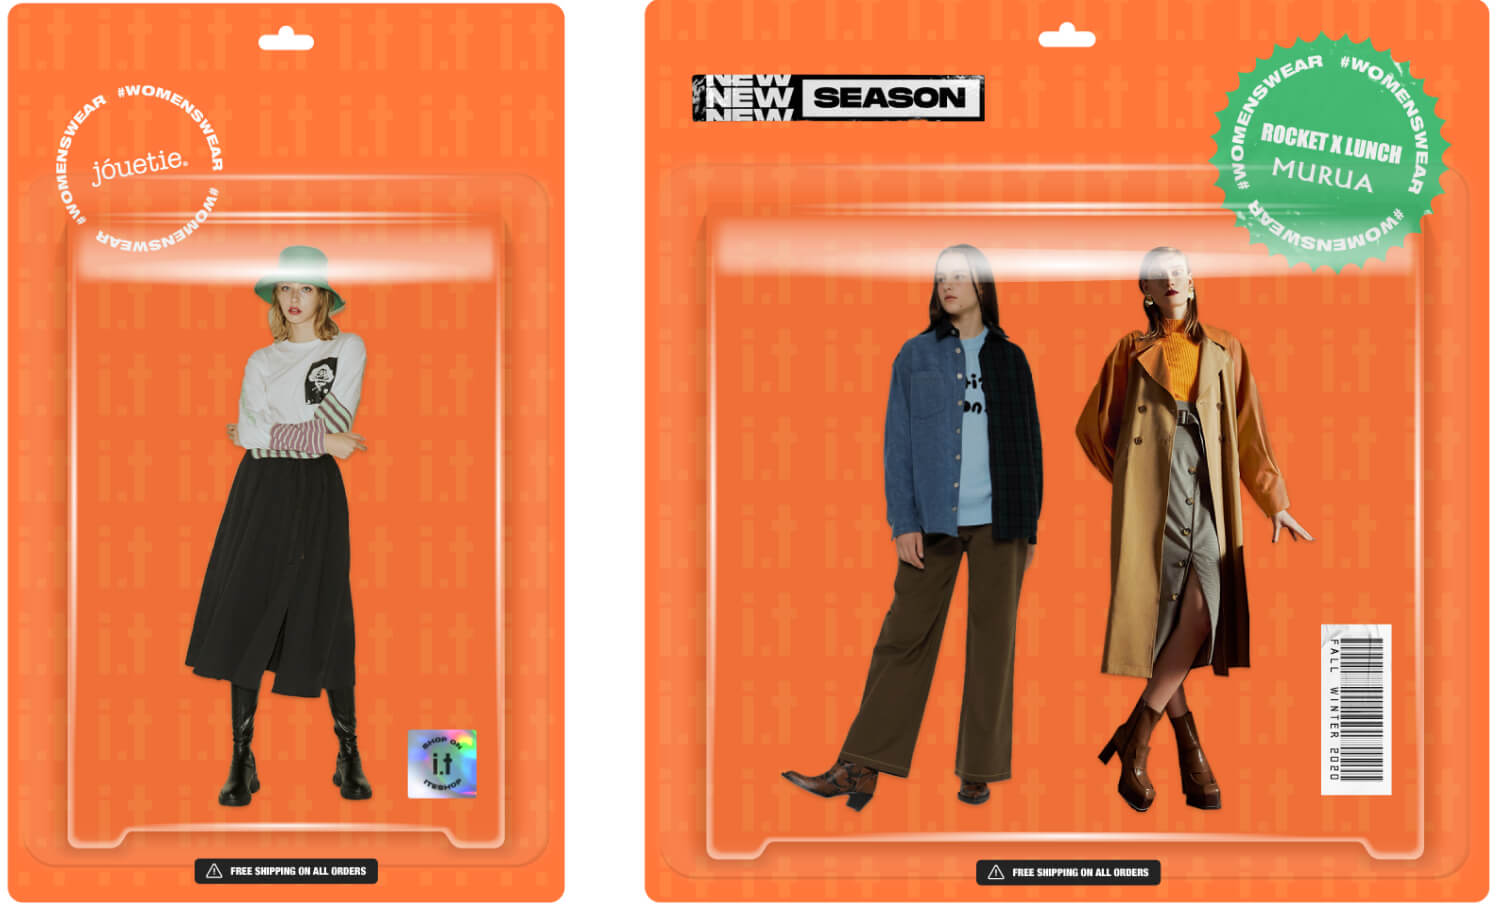 #WOMENSWEAR #WOMENSWEAR #WOMENSWEAR
jóuetie.
SHOP ON
i.t
ITESHOP
FREE SHIPPING ON ALL ORDERS
NEW
NEW SEASON
NEW
#WOMENSWEAR #WOMENSWEAR #WOMENSWEAR
ROCKET X LUNCH
MURUA
FALL WINTER 2020
FREE SHIPPING ON ALL ORDERS